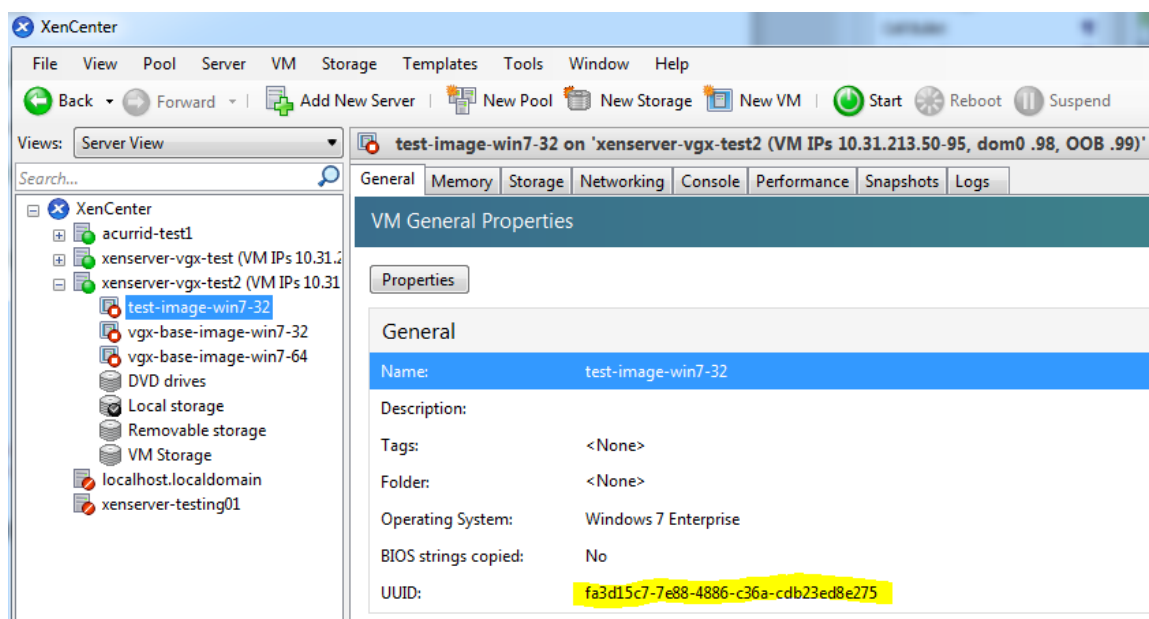 XenCenter
File View Pool Server VM Storage Templates Tools Window Help
Back Forward Add New Server New Pool New Storage New VM Start Reboot Suspend
Views: Server View
test-image-win7-32 on 'xenserver-vgx-test2 (VM IPs 10.31.213.50-95, dom0 .98, OOB .99)'
Search...
General Memory Storage Networking Console Performance Snapshots Logs
XenCenter
acurrid-test1
xenserver-vgx-test (VM IPs 10.31.2
xenserver-vgx-test2 (VM IPs 10.31
test-image-win7-32
vgx-base-image-win7-32
vgx-base-image-win7-64
DVD drives
Local storage
Removable storage
VM Storage
localhost.localdomain
xenserver-testing01
VM General Properties
Properties
General
Name: test-image-win7-32
Description:
Tags: <None>
Folder: <None>
Operating System: Windows 7 Enterprise
BIOS strings copied: No
UUID: fa3d15c7-7e88-4886-c36a-cdb23ed8e275